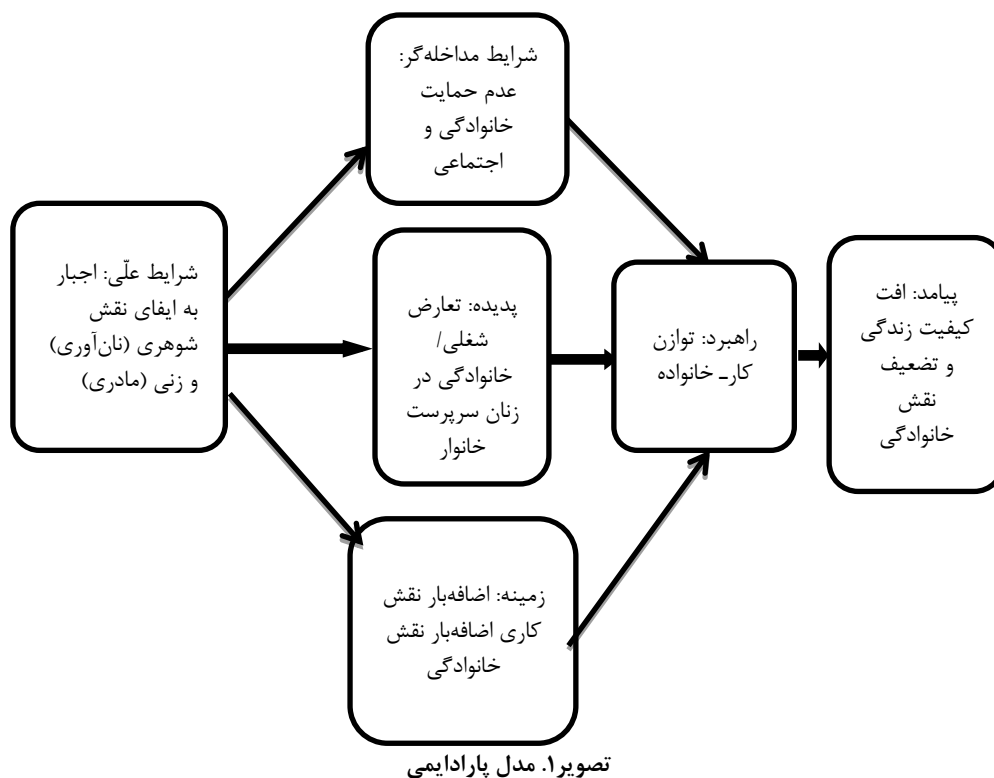 شرایط مداخله‌گر:
عدم حمایت
خانوادگی و
اجتماعی
شرایط علّی: اجبار
به ایفای نقش
شوهری (نان‌آوری)
و زنی (مادری)
پدیده: تعارض
شغلی/
خانوادگی در
زنان سرپرست
خانوار
راهبرد: توازن
کار_ خانواده
پیامد: افت
کیفیت زندگی
و تضعیف
نقش
خانوادگی
زمینه: اضافه‌بار نقش
کاری اضافه‌بار نقش
خانوادگی
تصویر۱. مدل پارادایمی